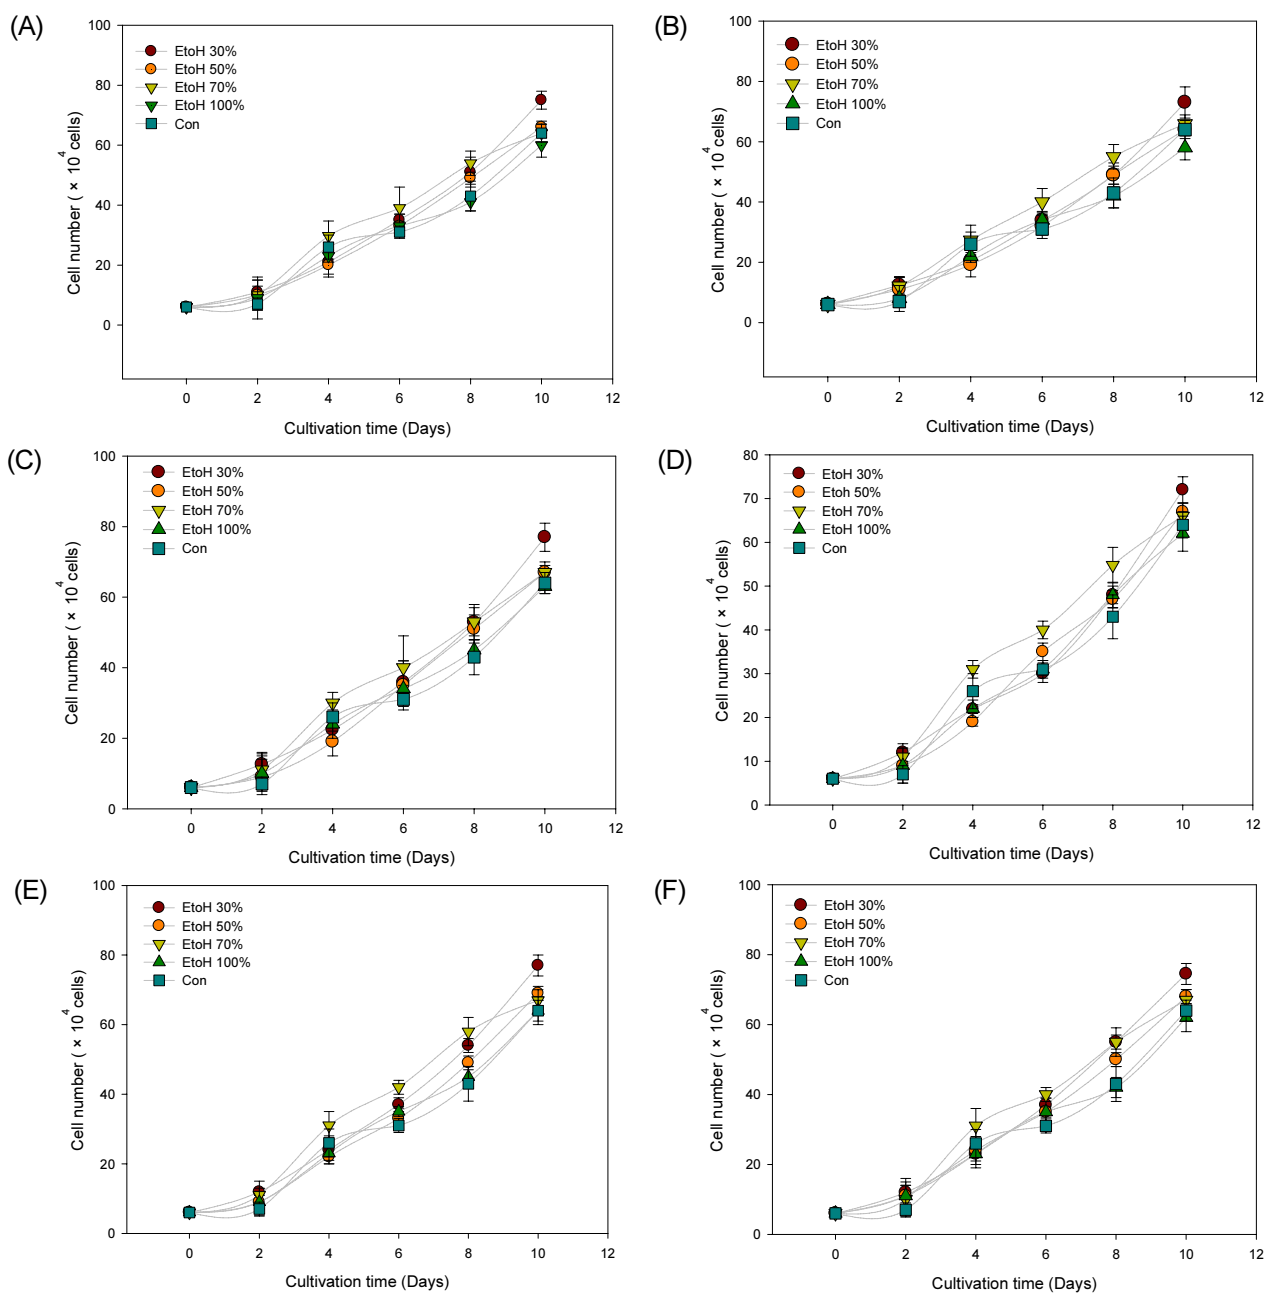 (A)
100
80
60
40
20
0
Cell number ( × 10⁴ cells)
EtoH 30%
EtoH 50%
EtoH 70%
EtoH 100%
Con
0 2 4 6 8 10 12
Cultivation time (Days)
(B)
100
80
60
40
20
0
Cell number ( × 10⁴ cells)
EtoH 30%
EtoH 50%
EtoH 70%
EtoH 100%
Con
0 2 4 6 8 10 12
Cultivation time (Days)
(C)
100
80
60
40
20
0
Cell number ( × 10⁴ cells)
EtoH 30%
EtoH 50%
EtoH 70%
EtoH 100%
Con
0 2 4 6 8 10 12
Cultivation time (Days)
(D)
80
70
60
50
40
30
20
10
0
Cell number ( × 10⁴ cells)
EtoH 30%
Etoh 50%
EtoH 70%
EtoH 100%
Con
0 2 4 6 8 10 12
Cultivation time (Days)
(E)
100
80
60
40
20
0
Cell number ( × 10⁴ cells)
EtoH 30%
EtoH 50%
EtoH 70%
EtoH 100%
Con
0 2 4 6 8 10 12
Cultivation time (Days)
(F)
100
80
60
40
20
0
Cell number ( × 10⁴ cells)
EtoH 30%
EtoH 50%
EtoH 70%
EtoH 100%
Con
0 2 4 6 8 10 12
Cultivation time (Days)